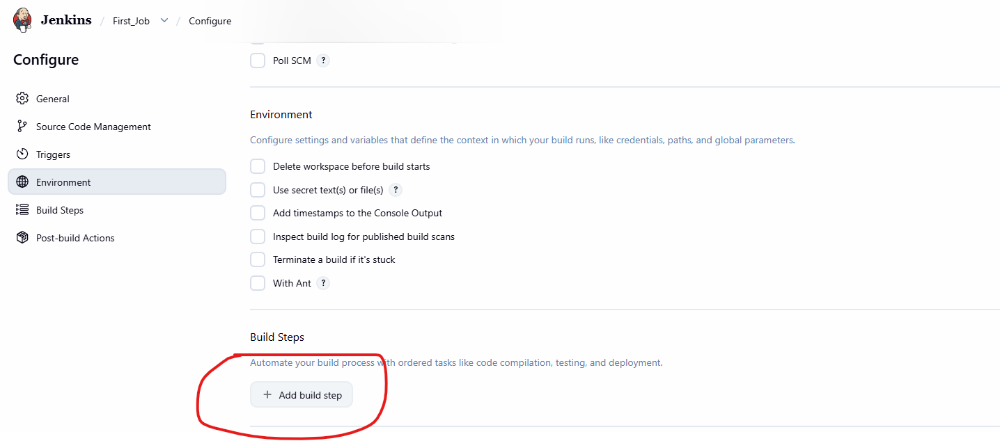 Jenkins / First_Job / Configure
Configure
General
Source Code Management
Triggers
Environment
Build Steps
Post-build Actions
Poll SCM ?
Environment
Configure settings and variables that define the context in which your build runs, like credentials, paths, and global parameters.
Delete workspace before build starts
Use secret text(s) or file(s) ?
Add timestamps to the Console Output
Inspect build log for published build scans
Terminate a build if it's stuck
With Ant ?
Build Steps
Automate your build process with ordered tasks like code compilation, testing, and deployment.
+ Add build step